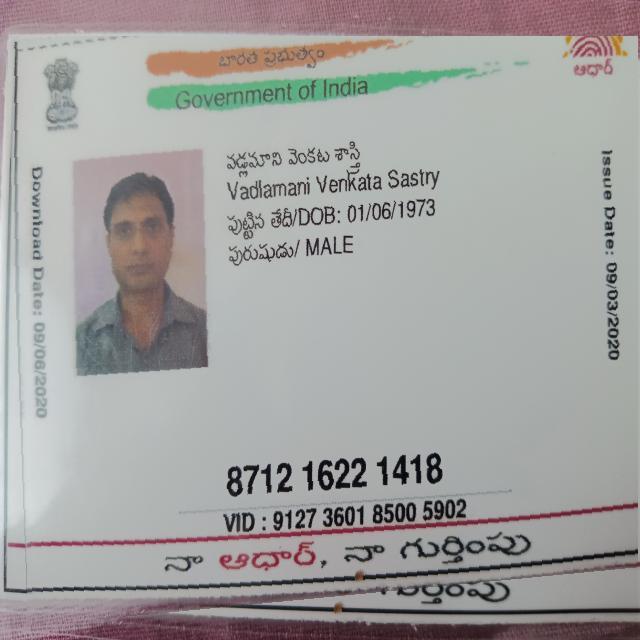 భారత ప్రభుత్వం
Government of India
ఆధార్
వడ్లమాని వెంకట శాస్త్రి
Vadlamani Venkata Sastry
పుట్టిన తేదీ/DOB: 01/06/1973
పురుషుడు/ MALE
Download Date: 09/06/2020
Issue Date: 09/03/2020
8712 1622 1418
VID : 9127 3601 8500 5902
నా ఆధార్, నా గుర్తింపు
గుర్తింపు